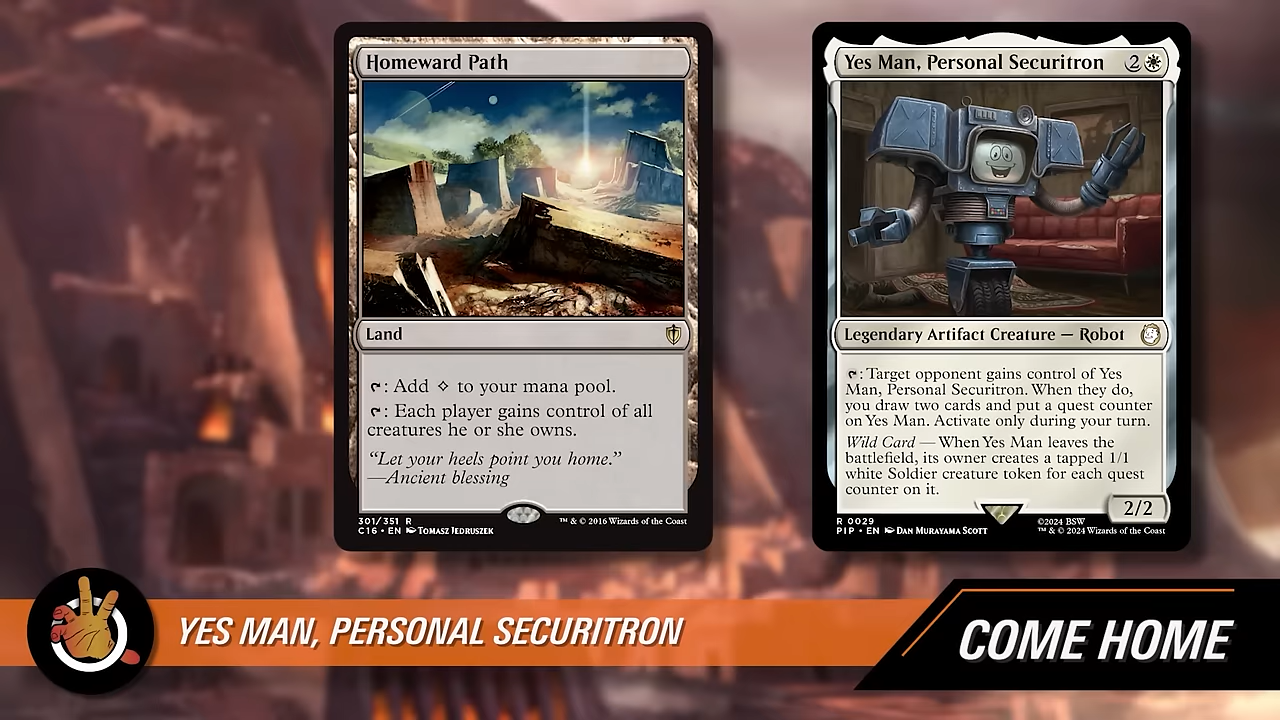 Homeward Path
Land
: Add to your mana pool.
: Each player gains control of all
creatures he or she owns.
“Let your heels point you home.”
—Ancient blessing
301/351 R
C16 • EN Tomasz Jedruszek
™ & © 2016 Wizards of the Coast
Yes Man, Personal Securitron 2
Legendary Artifact Creature — Robot
: Target opponent gains control of Yes
Man, Personal Securitron. When they do,
you draw two cards and put a quest counter
on Yes Man. Activate only during your turn.
Wild Card — When Yes Man leaves the
battlefield, its owner creates a tapped 1/1
white Soldier creature token for each quest
counter on it.
2/2
R 0029
PIP • EN Dan Murayama Scott
©2024 BSW
™ & © 2024 Wizards of the Coast
YES MAN, PERSONAL SECURITRON
COME HOME